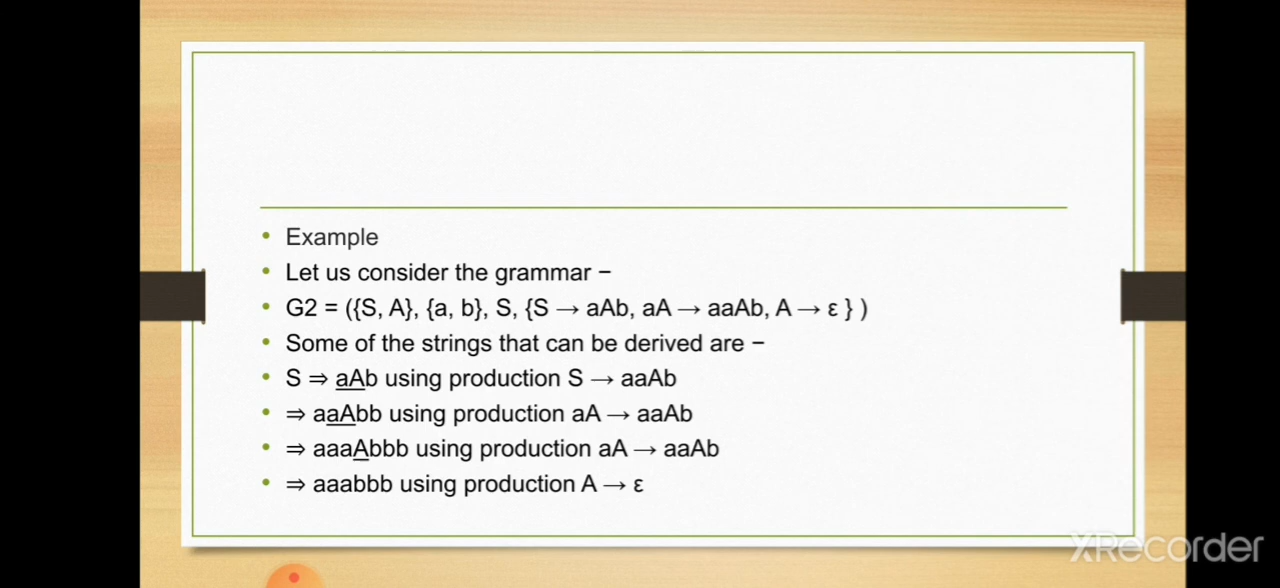 • Example
• Let us consider the grammar −
• G2 = ({S, A}, {a, b}, S, {S → aAb, aA → aaAb, A → ε } )
• Some of the strings that can be derived are −
• S ⇒ aAb using production S → aaAb
• ⇒ aaAbb using production aA → aaAb
• ⇒ aaaAbbb using production aA → aaAb
• ⇒ aaabbb using production A → ε
XRecorder